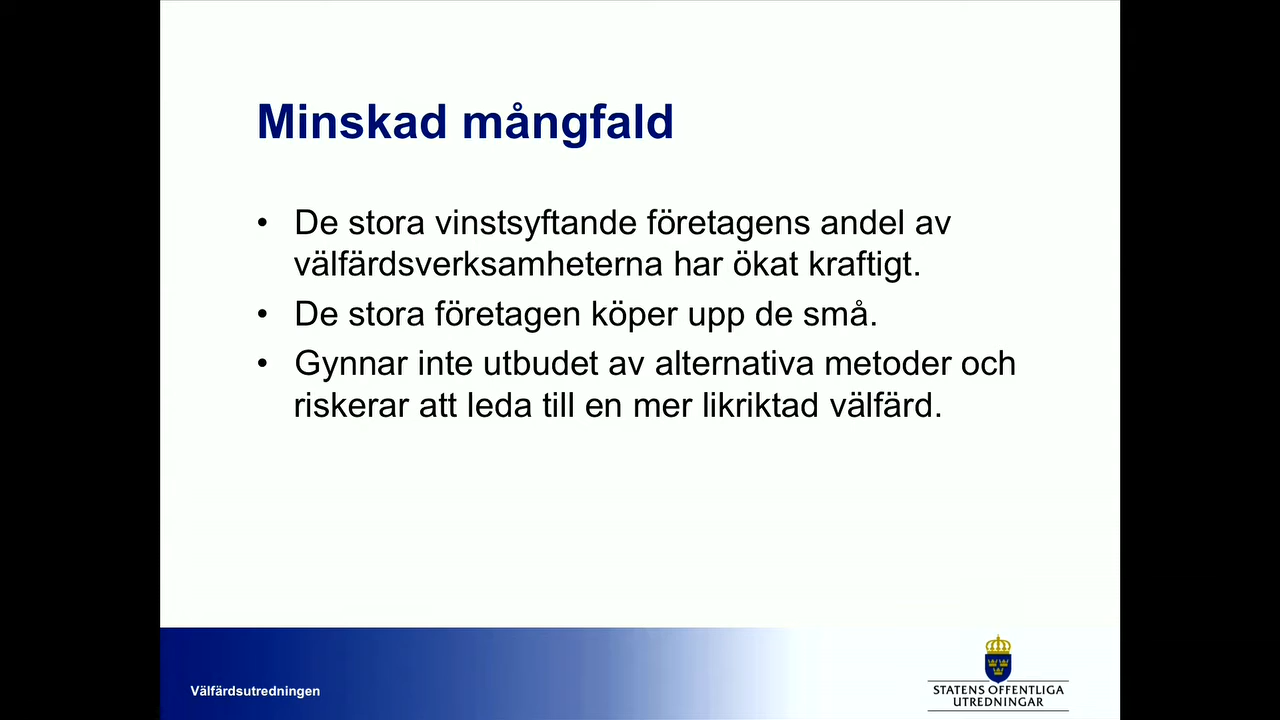 Minskad mångfald
• De stora vinstsyftande företagens andel av
välfärdsverksamheterna har ökat kraftigt.
• De stora företagen köper upp de små.
• Gynnar inte utbudet av alternativa metoder och
riskerar att leda till en mer likriktad välfärd.
Välfärdsutredningen
STATENS OFFENTLIGA
UTREDNINGAR